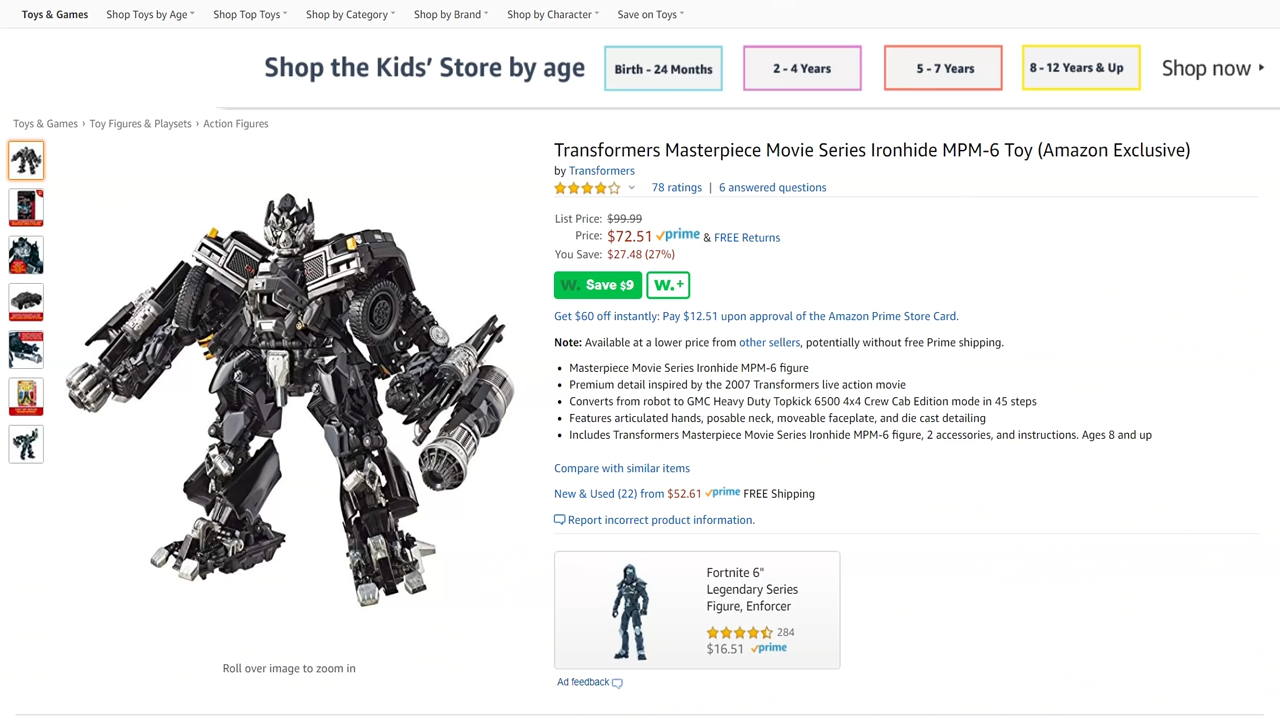 Toys & Games Shop Toys by Age Shop Top Toys Shop by Category Shop by Brand Shop by Character Save on Toys
Shop the Kids' Store by age
Birth - 24 Months
2 - 4 Years
5 - 7 Years
8 - 12 Years & Up
Shop now
Toys & Games › Toy Figures & Playsets › Action Figures
Transformers Masterpiece Movie Series Ironhide MPM-6 Toy (Amazon Exclusive)
by Transformers
78 ratings | 6 answered questions
List Price: $99.99
Price: $72.51 prime & FREE Returns
You Save: $27.48 (27%)
W. Save $9 W.+
Get $60 off instantly: Pay $12.51 upon approval of the Amazon Prime Store Card.
Note: Available at a lower price from other sellers, potentially without free Prime shipping.
• Masterpiece Movie Series Ironhide MPM-6 figure
• Premium detail inspired by the 2007 Transformers live action movie
• Converts from robot to GMC Heavy Duty Topkick 6500 4x4 Crew Cab Edition mode in 45 steps
• Features articulated hands, posable neck, moveable faceplate, and die cast detailing
• Includes Transformers Masterpiece Movie Series Ironhide MPM-6 figure, 2 accessories, and instructions. Ages 8 and up
Compare with similar items
New & Used (22) from $52.61 prime FREE Shipping
Report incorrect product information.
Fortnite 6"
Legendary Series
Figure, Enforcer
284
$16.51 prime
Ad feedback
Roll over image to zoom in